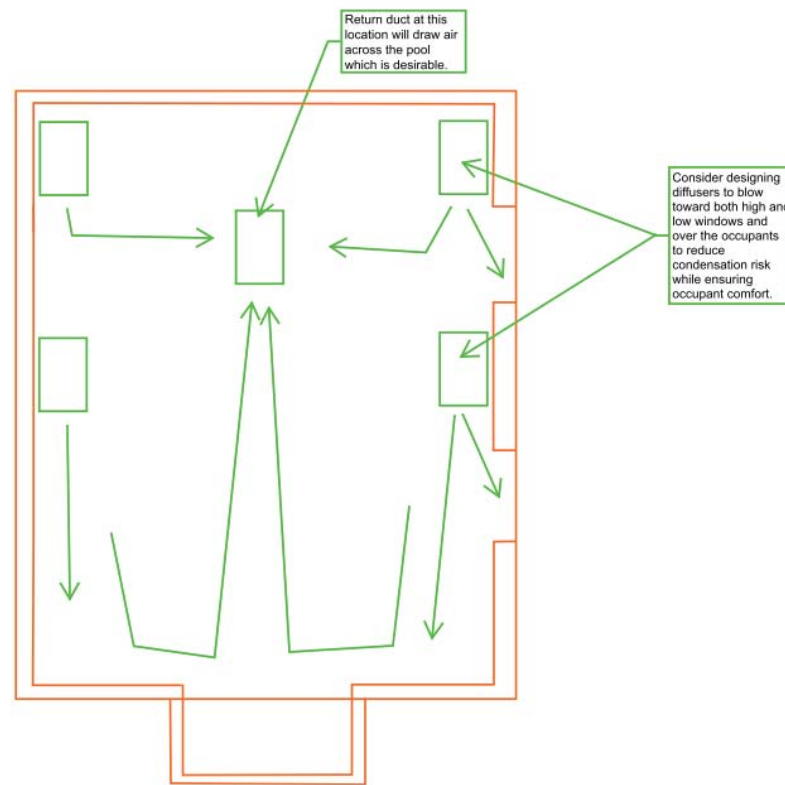 Return duct at this
location will draw air
across the pool
which is desirable.
Consider designing
diffusers to blow
toward both high and
low windows and
over the occupants
to reduce
condensation risk
while ensuring
occupant comfort.